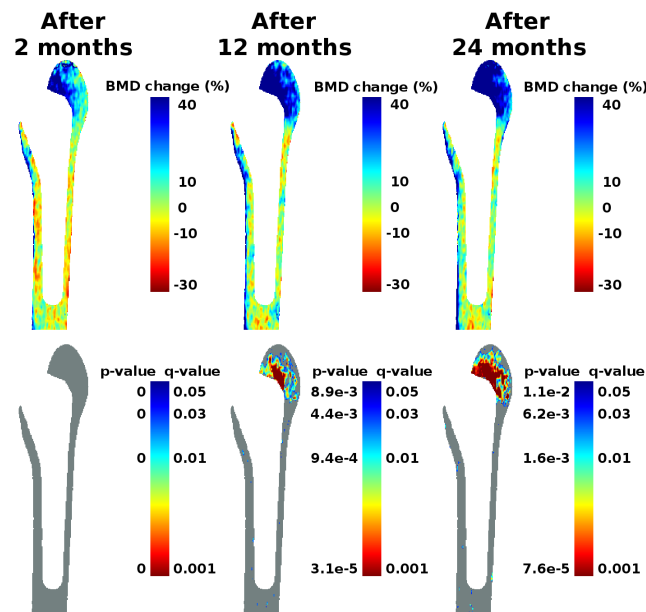 After
2 months
After
12 months
After
24 months
BMD change (%)
40
10
0
-10
-30
BMD change (%)
40
10
0
-10
-30
BMD change (%)
40
10
0
-10
-30
p-value q-value
0 0.05
0 0.03
0 0.01
0 0.001
p-value q-value
8.9e-3 0.05
4.4e-3 0.03
9.4e-4 0.01
3.1e-5 0.001
p-value q-value
1.1e-2 0.05
6.2e-3 0.03
1.6e-3 0.01
7.6e-5 0.001